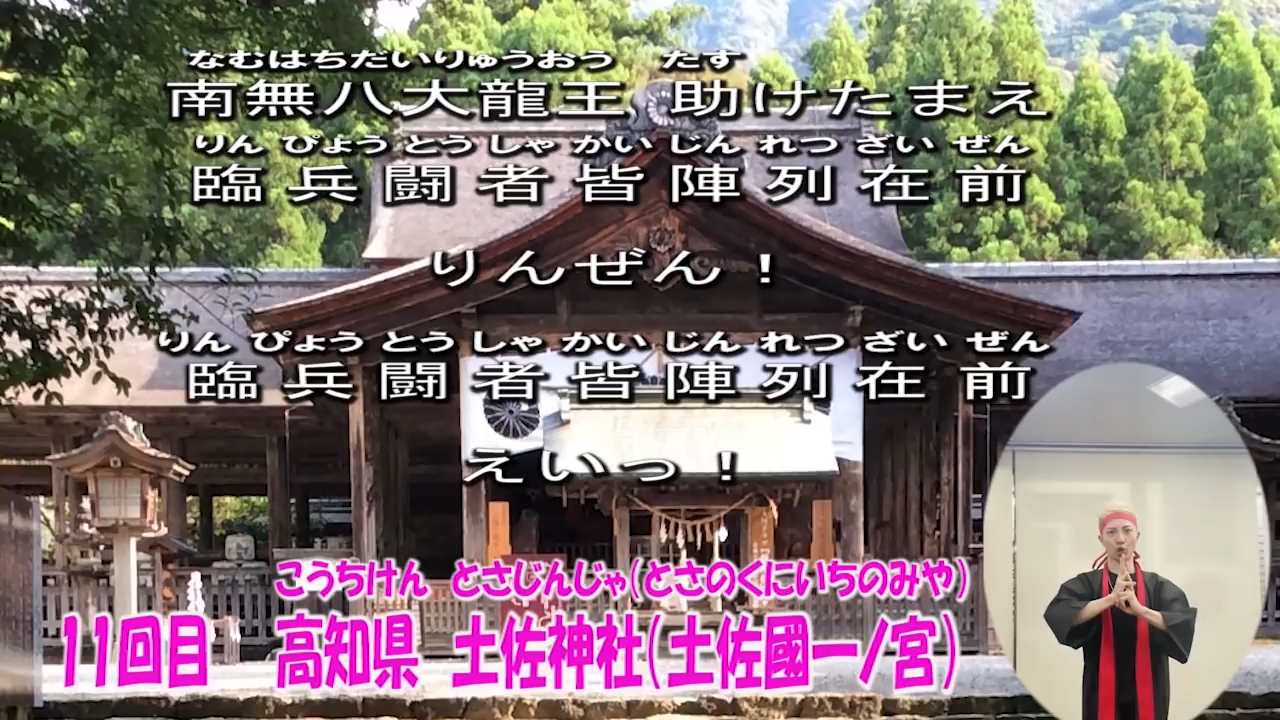 なむはちだいりゅうおう たす
南無八大龍王 助けたまえ
りん ぴょう とう しゃ かい じん れつ ざい ぜん
臨兵闘者皆陣列在前
りんぜん！
りん ぴょう とう しゃ かい じん れつ ざい ぜん
臨兵闘者皆陣列在前
えいっ！
こうちけん とさじんじゃ(とさのくにいちのみや)
11回目 高知県 土佐神社(土佐國一ノ宮)